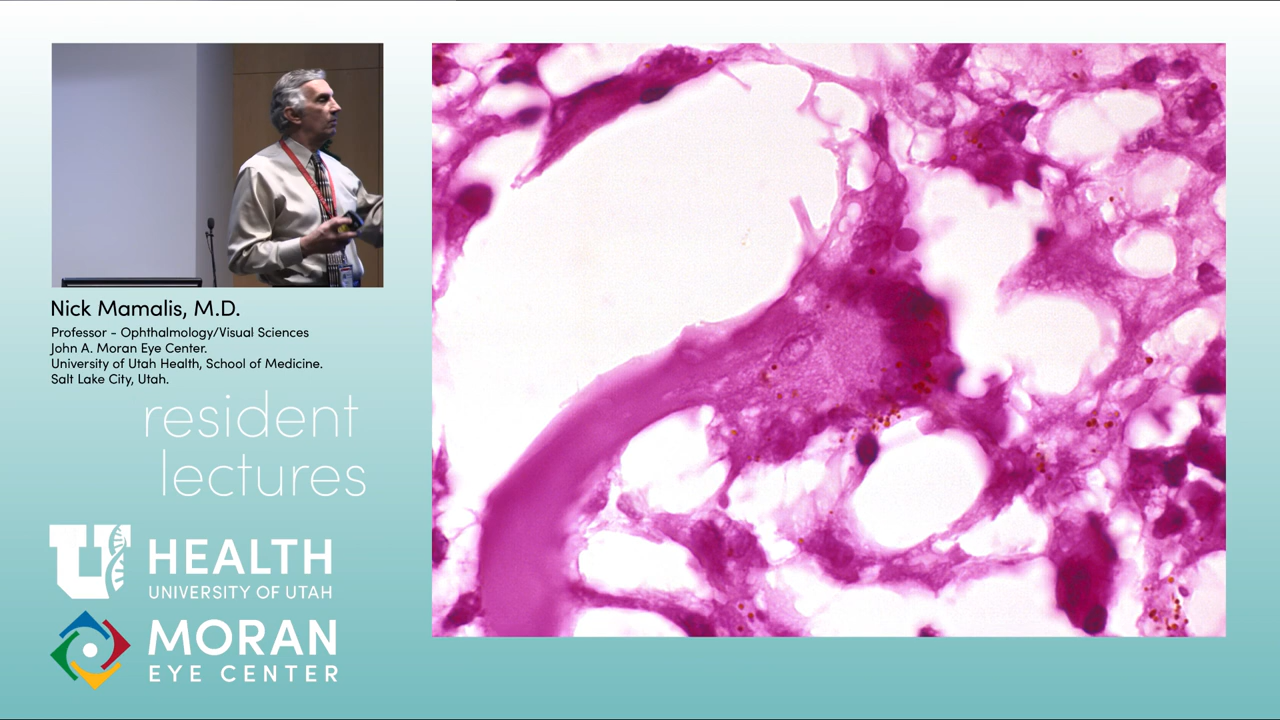 Nick Mamalis, M.D.
Professor - Ophthalmology/Visual Sciences
John A. Moran Eye Center.
University of Utah Health, School of Medicine.
Salt Lake City, Utah.
resident
lectures
U HEALTH
UNIVERSITY OF UTAH
MORAN
EYE CENTER